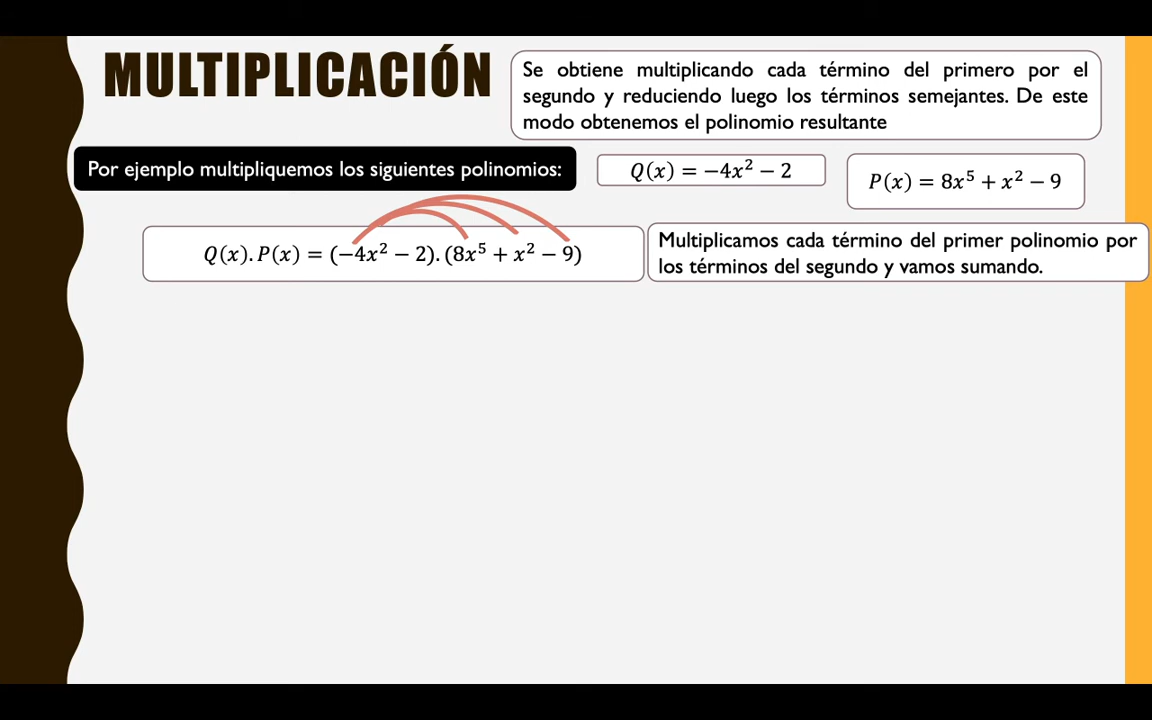 MULTIPLICACIÓN
Se obtiene multiplicando cada término del primero por el
segundo y reduciendo luego los términos semejantes. De este
modo obtenemos el polinomio resultante
Por ejemplo multipliquemos los siguientes polinomios:
Q(x) = −4x² − 2
P(x) = 8x⁵ + x² − 9
Q(x). P(x) = (−4x² − 2). (8x⁵ + x² − 9)
Multiplicamos cada término del primer polinomio por
los términos del segundo y vamos sumando.